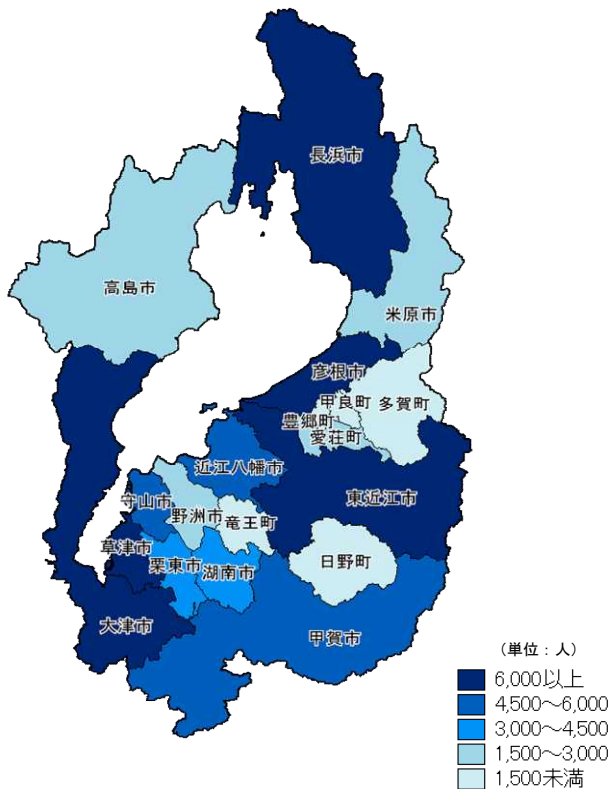 長浜市
高島市
米原市
彦根市
甲良町
多賀町
豊郷町
愛荘町
近江八幡市
東近江市
守山市
野洲市
竜王町
草津市
栗東市
湖南市
日野町
大津市
甲賀市
（単位：人）
6,000以上
4,500～6,000
3,000～4,500
1,500～3,000
1,500未満